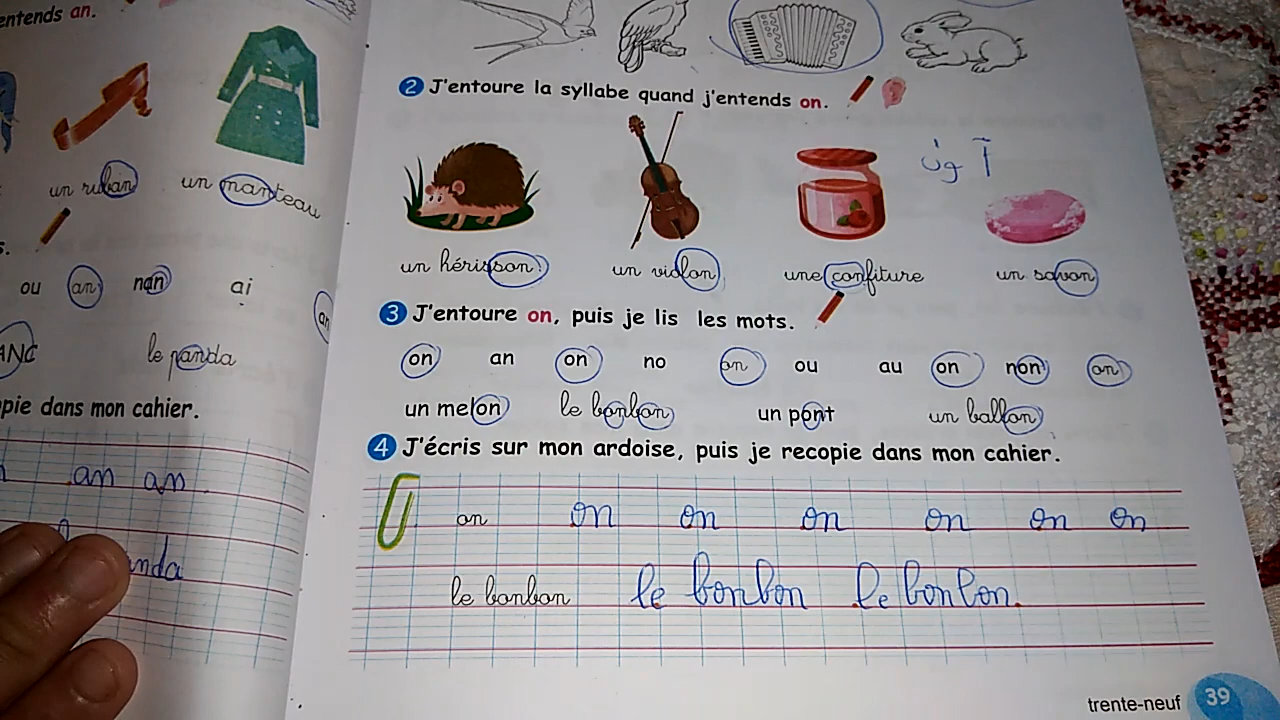 entends an.
un ruban
un manteau
s.
ou an nan ai
an
ANC
le panda
pie dans mon cahier.
an an
nda
2 J'entoure la syllabe quand j'entends on.
un hérisson
un violon
une confiture
un savon
3 J'entoure on, puis je lis les mots.
on an on no on ou au on non on
un melon le bonbon un pont un ballon
4 J'écris sur mon ardoise, puis je recopie dans mon cahier.
on on on on on on on
le bonbon le bonbon le bonbon.
trente-neuf 39